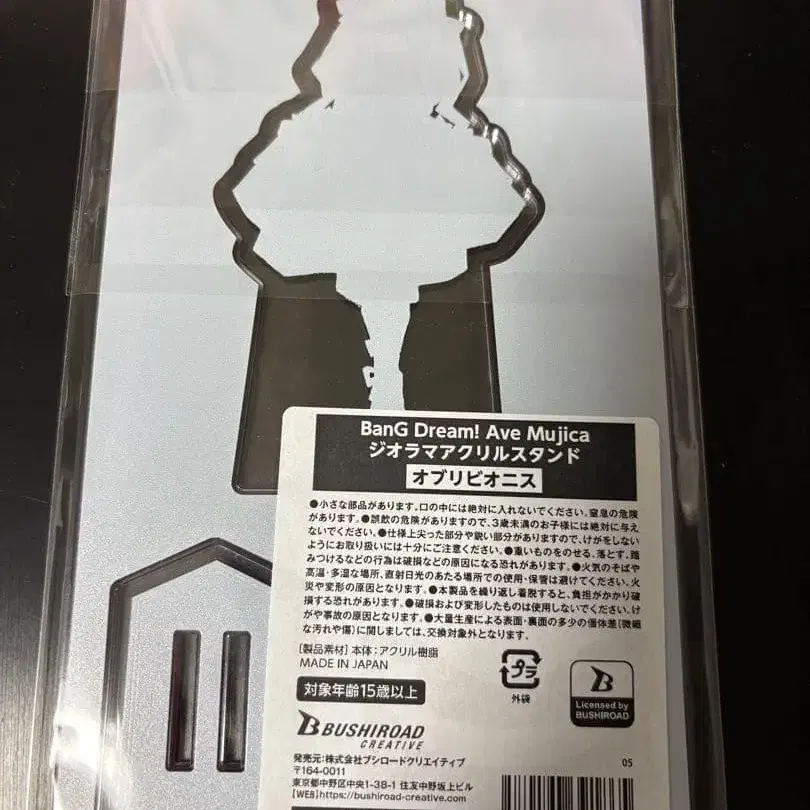 BanG Dream! Ave Mujica
ジオラマアクリルスタンド
オブリビオニス
●小さな部品があります。口の中には絶対に入れないでください。窒息の危険
があります。●誤飲の危険がありますので、3歳未満のお子様には絶対に与え
ないでください。●仕様上尖った部分や鋭い部分がありますので、けがをしない
ようにお取り扱いには十分にご注意ください。●重いものをのせる、落とす、踏
みつけるなどの行為は破損などの原因になる恐れがあります。●火気のそばや
高温・多湿な場所、直射日光のあたる場所での使用・保管は避けてください。火
災や変形の原因となります。●本製品を繰り返し着脱すると、負担がかかり破
損する恐れがあります。●破損および変形したものは使用しないでください。け
がや事故の原因となります。●大量生産による表面・裏面の多少の個体差(微細
な汚れや傷)に関しましては、交換対象外となります。
[製品素材] 本体:アクリル樹脂
MADE IN JAPAN
対象年齢15歳以上
プラ
外袋
B
Licensed by
BUSHIROAD
BUSHIROAD
CREATIVE
発売元:株式会社ブシロードクリエイティブ
〒164-0011
東京都中野区中央1-38-1 住友中野坂上ビル
[WEB]https://bushiroad-creative.com
05